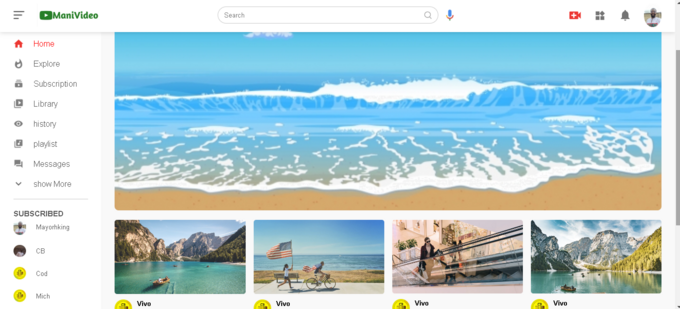 ManiVideo
Search
Home
Explore
Subscription
Library
history
playlist
Messages
show More
SUBSCRIBED
Mayorhking
CB
Cod
Mich
Vivo
Vivo
Vivo
Vivo